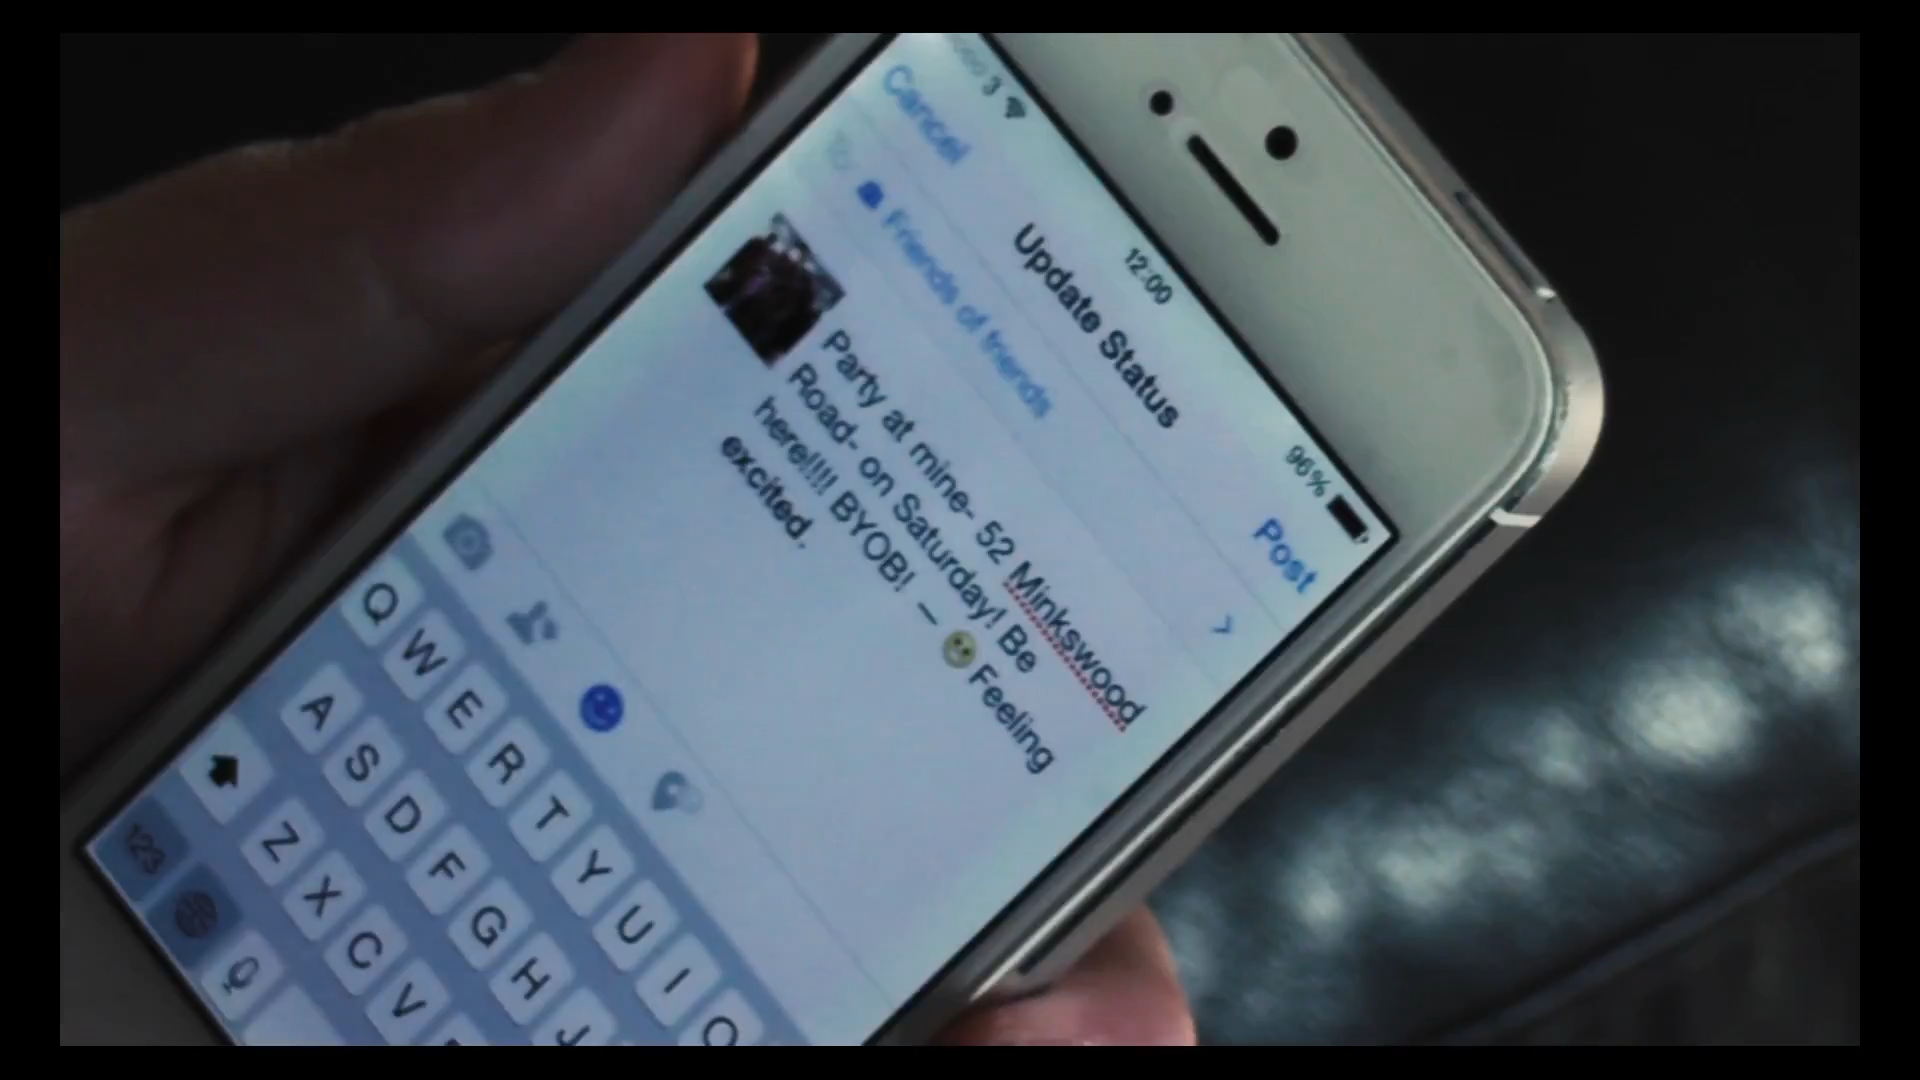 3
12:00
96%
Cancel
Update Status
Post
Friends of friends
Party at mine- 52 Minkswood
Road- on Saturday! Be
here!!!! BYOB! — 🙂 Feeling
excited.
Q W E R T Y U I O
A S D F G H J
Z X C V
123